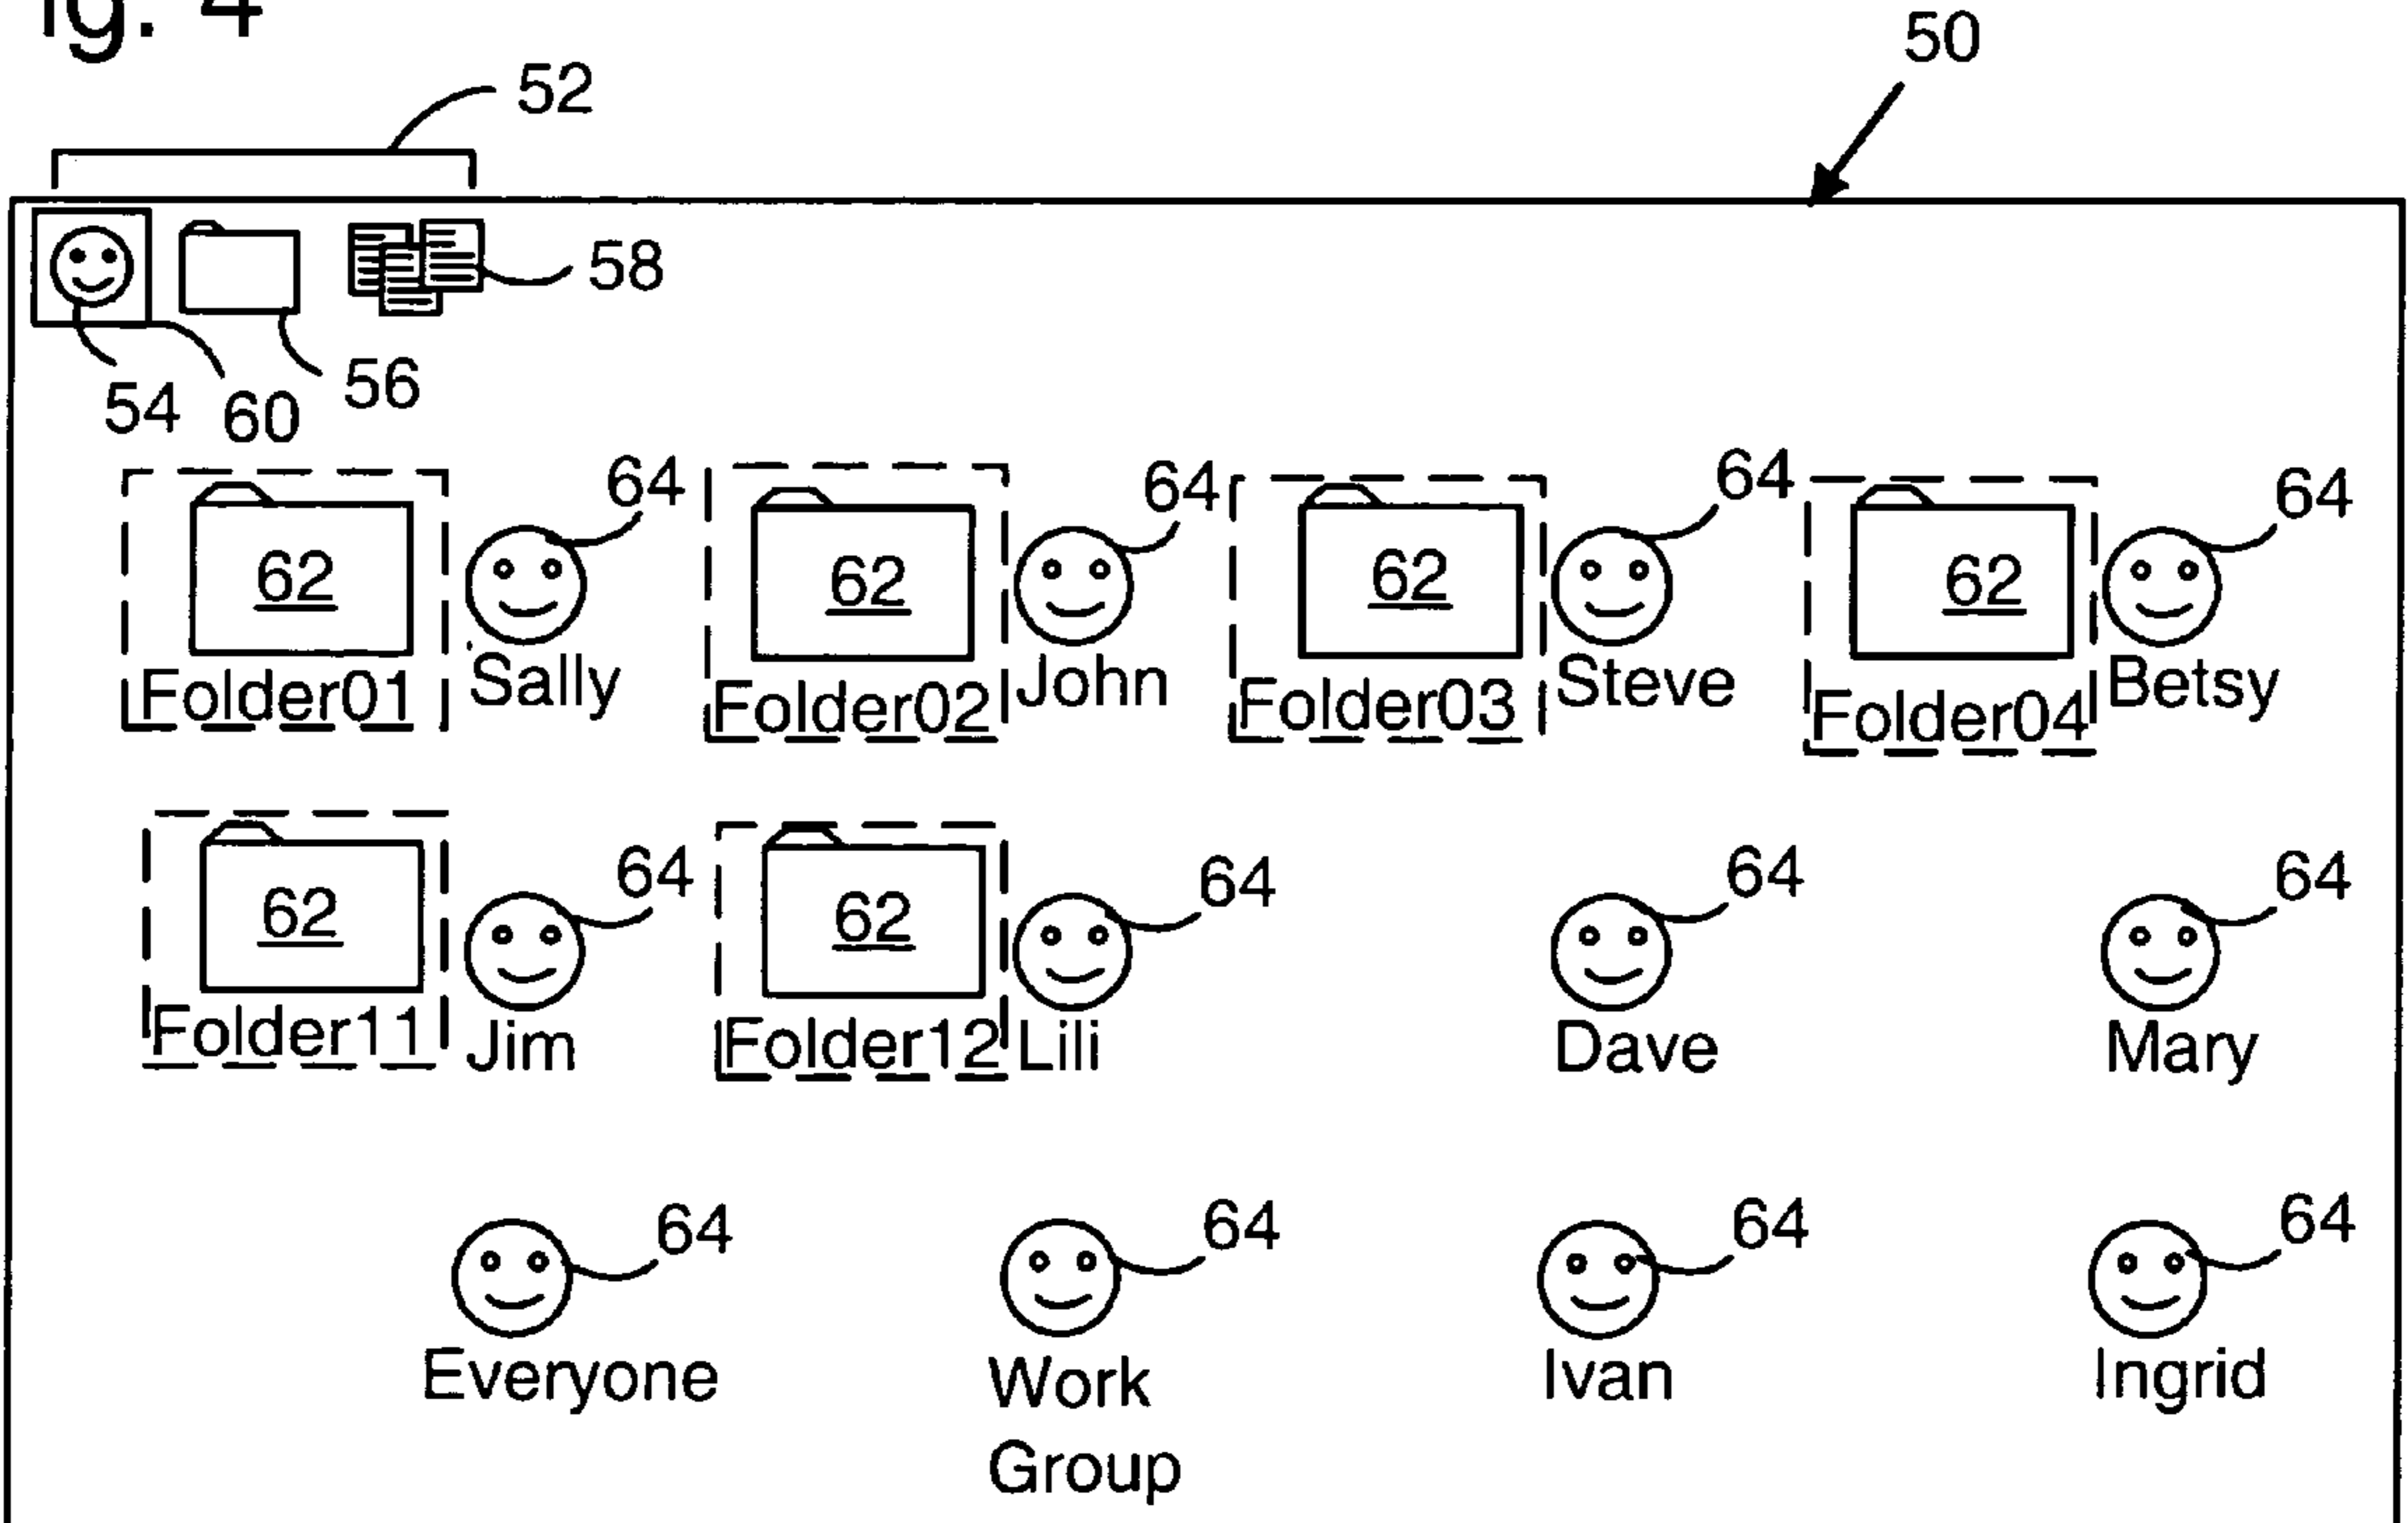 ig. 4
50
52
58
54 60 56
64 64 64 64
62 62 62 62
Folder01 Sally Folder02 John Folder03 Steve Folder04 Betsy
64 64 64 64
62 62
Folder11 Jim Folder12 Lili Dave Mary
64 64 64 64
Everyone Work Ivan Ingrid
Group